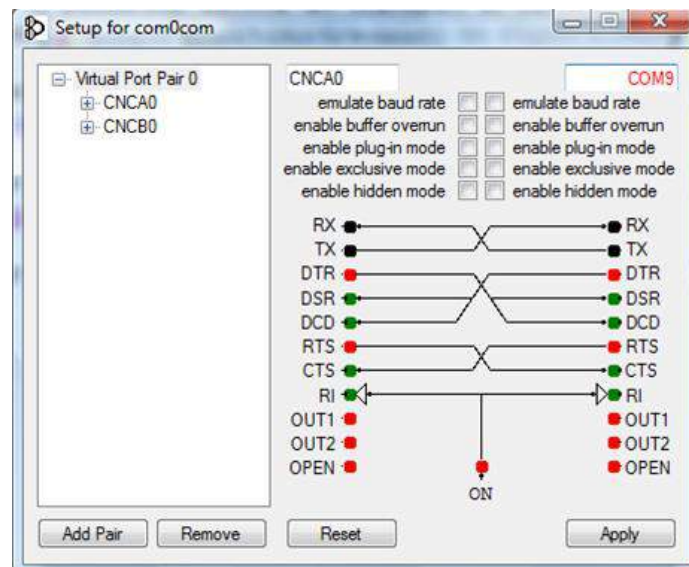 Setup for com0com
Virtual Port Pair 0
CNCA0
CNCB0
CNCA0 COM9
emulate baud rate emulate baud rate
enable buffer overrun enable buffer overrun
enable plug-in mode enable plug-in mode
enable exclusive mode enable exclusive mode
enable hidden mode enable hidden mode
RX RX
TX TX
DTR DTR
DSR DSR
DCD DCD
RTS RTS
CTS CTS
RI RI
OUT1 OUT1
OUT2 OUT2
OPEN OPEN
ON
Add Pair Remove Reset Apply